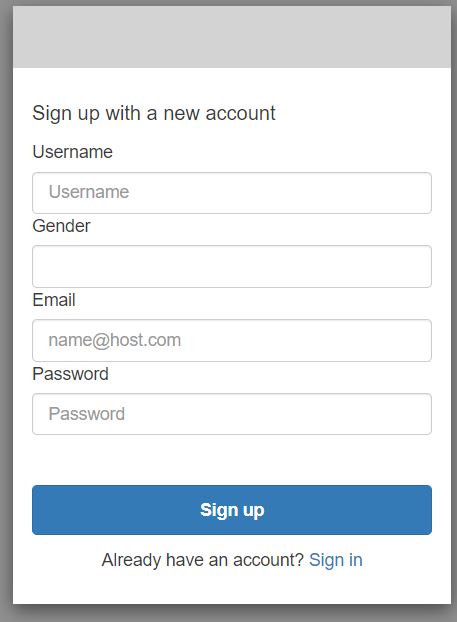 Sign up with a new account
Username
Username
Gender
Email
name@host.com
Password
Password
Sign up
Already have an account? Sign in